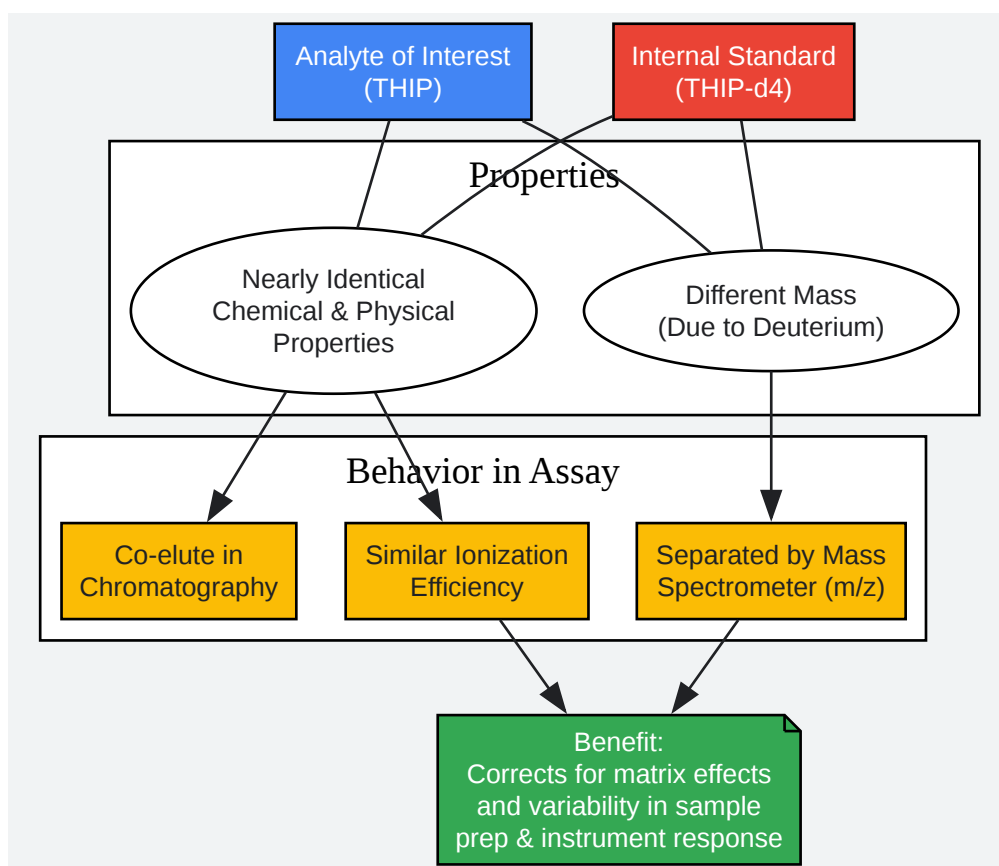 Analyte of Interest
(THIP)
Internal Standard
(THIP-d4)
Properties
Nearly Identical
Chemical & Physical
Properties
Different Mass
(Due to Deuterium)
Behavior in Assay
Co-elute in
Chromatography
Similar Ionization
Efficiency
Separated by Mass
Spectrometer (m/z)
Benefit:
Corrects for matrix effects
and variability in sample
prep & instrument response